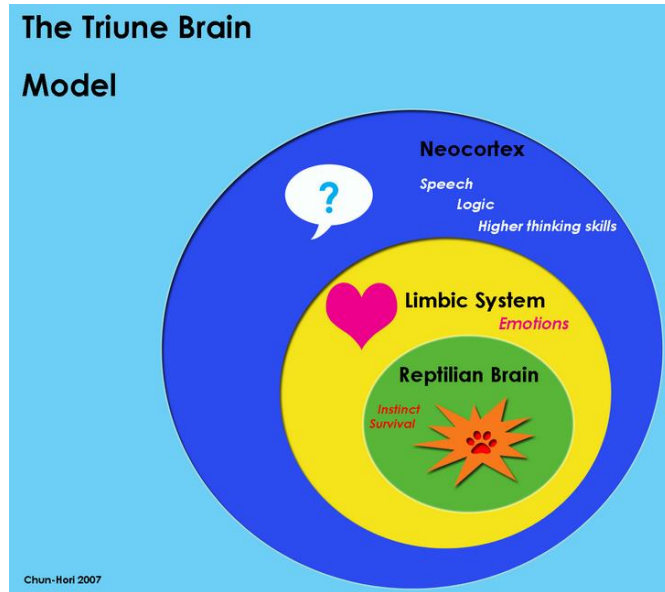 The Triune Brain
Model
Neocortex
Speech
Logic
Higher thinking skills
?
Limbic System
Emotions
Reptilian Brain
Instinct
Survival
Chun-Hori 2007